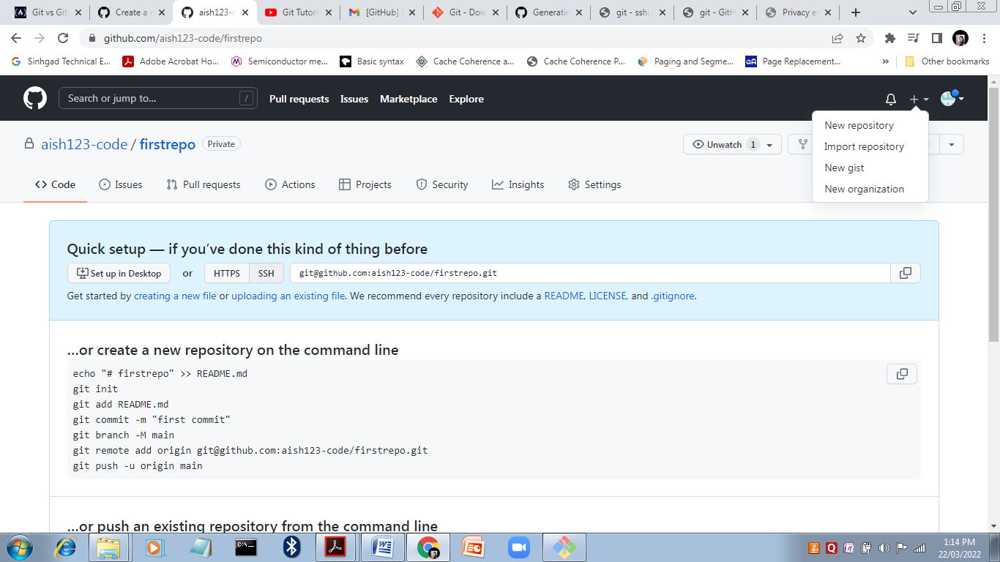 Git vs Git
Create a n
aish123-c
Git Tutori
[GitHub]
Git - Dow
Generatin
git - ssh:
git - GitH
Privacy er
github.com/aish123-code/firstrepo
Sinhgad Technical E...
Adobe Acrobat Ho...
Semiconductor me...
Basic syntax
Cache Coherence a...
Cache Coherence P...
Paging and Segme...
Page Replacement...
»
Other bookmarks
Search or jump to...
/
Pull requests
Issues
Marketplace
Explore
New repository
Import repository
New gist
New organization
aish123-code / firstrepo
Private
Unwatch 1
Code
Issues
Pull requests
Actions
Projects
Security
Insights
Settings
Quick setup — if you’ve done this kind of thing before
Set up in Desktop
or
HTTPS
SSH
git@github.com:aish123-code/firstrepo.git
Get started by creating a new file or uploading an existing file. We recommend every repository include a README, LICENSE, and .gitignore.
…or create a new repository on the command line
echo "# firstrepo" >> README.md
git init
git add README.md
git commit -m "first commit"
git branch -M main
git remote add origin git@github.com:aish123-code/firstrepo.git
git push -u origin main
…or push an existing repository from the command line
1:14 PM
22/03/2022